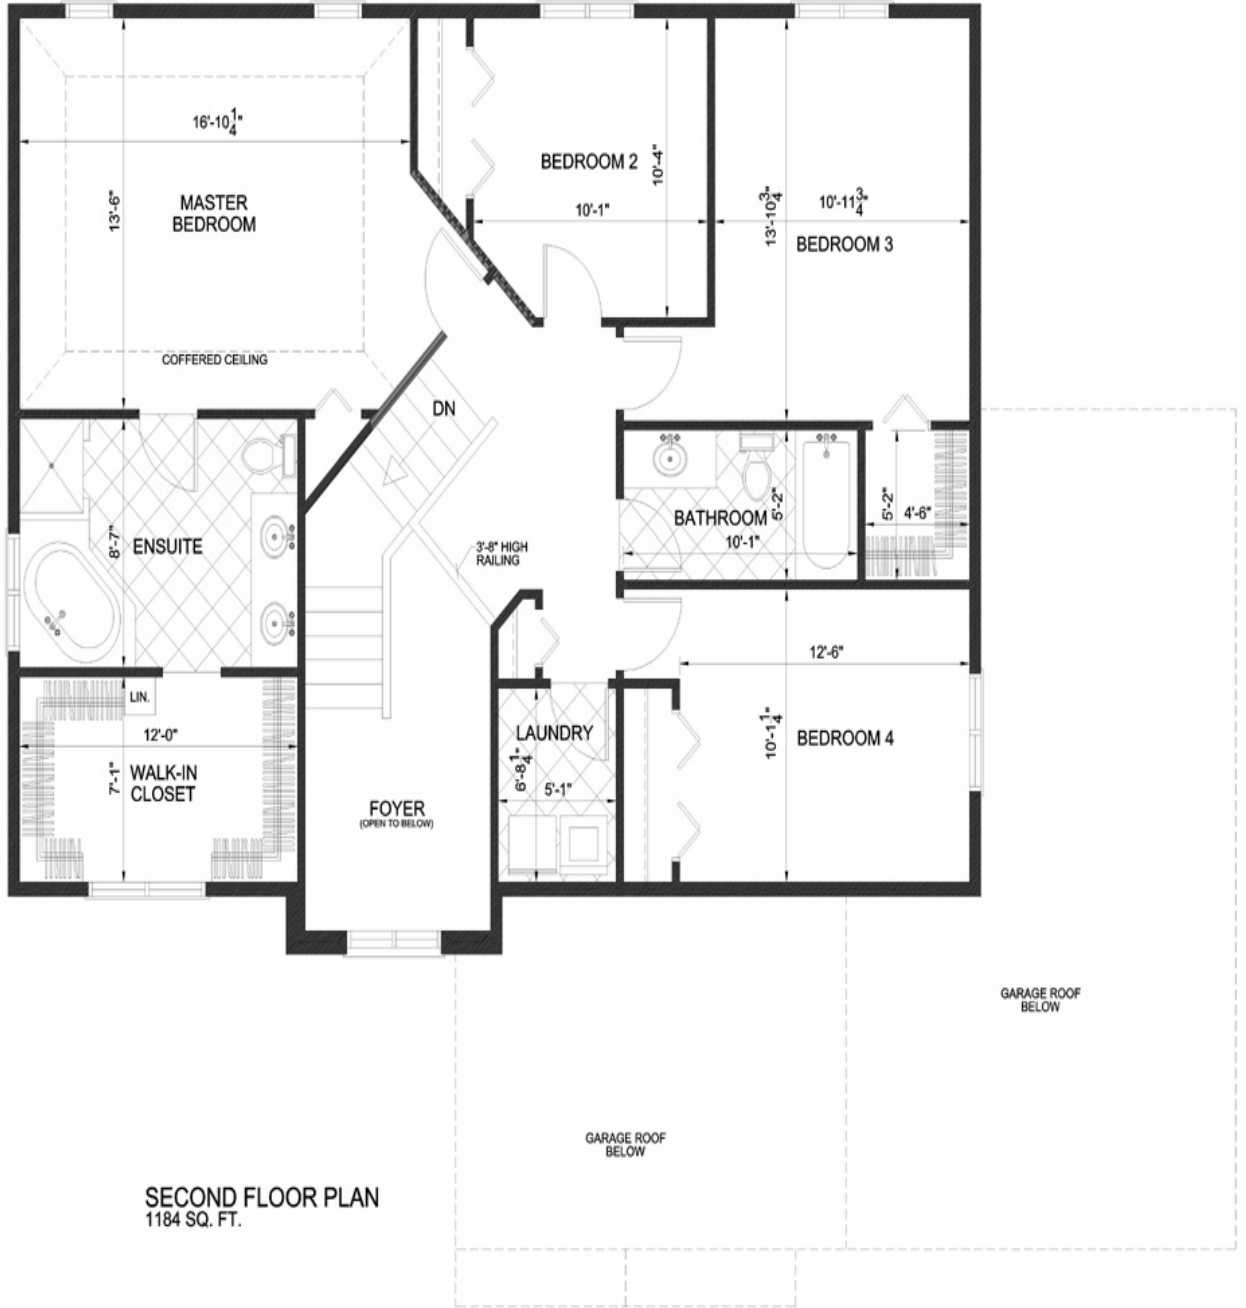 16'-10 1/4"
13'-6"
MASTER
BEDROOM
COFFERED CEILING
BEDROOM 2
10'-4"
10'-1"
13'-10 3/4"
10'-11 3/4"
BEDROOM 3
DN
ENSUITE
8'-7"
3'-8" HIGH
RAILING
BATHROOM
5'-2"
10'-1"
5'-2"
4'-6"
LIN.
12'-0"
7'-1"
WALK-IN
CLOSET
FOYER
(OPEN TO BELOW)
LAUNDRY
6'-8 1/4"
5'-1"
12'-6"
10'-1 1/4"
BEDROOM 4
GARAGE ROOF
BELOW
GARAGE ROOF
BELOW
SECOND FLOOR PLAN
1184 SQ. FT.